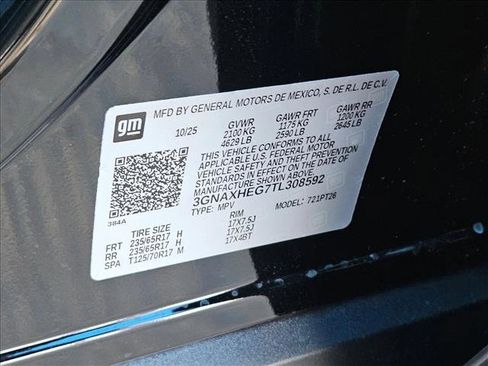 MFD BY GENERAL MOTORS DE MEXICO, S. DE R.L. DE C.V.
gm
10/25 GVWR GAWR FRT GAWR RR
2100 KG 1175 KG 1200 KG
4629 LB 2590 LB 2645 LB
THIS VEHICLE CONFORMS TO ALL
APPLICABLE U.S. FEDERAL MOTOR
VEHICLE SAFETY AND THEFT
PREVENTION STANDARDS IN
EFFECT ON THE DATE OF
MANUFACTURE SHOWN ABOVE.
3GNAXHEG7TL308592
TYPE: MPV MODEL: 721PT26
384A
TIRE SIZE RIM
FRT 235/65R17 H 17X7.5J
RR 235/65R17 H 17X7.5J
SPA T125/70R17 M 17X4BT